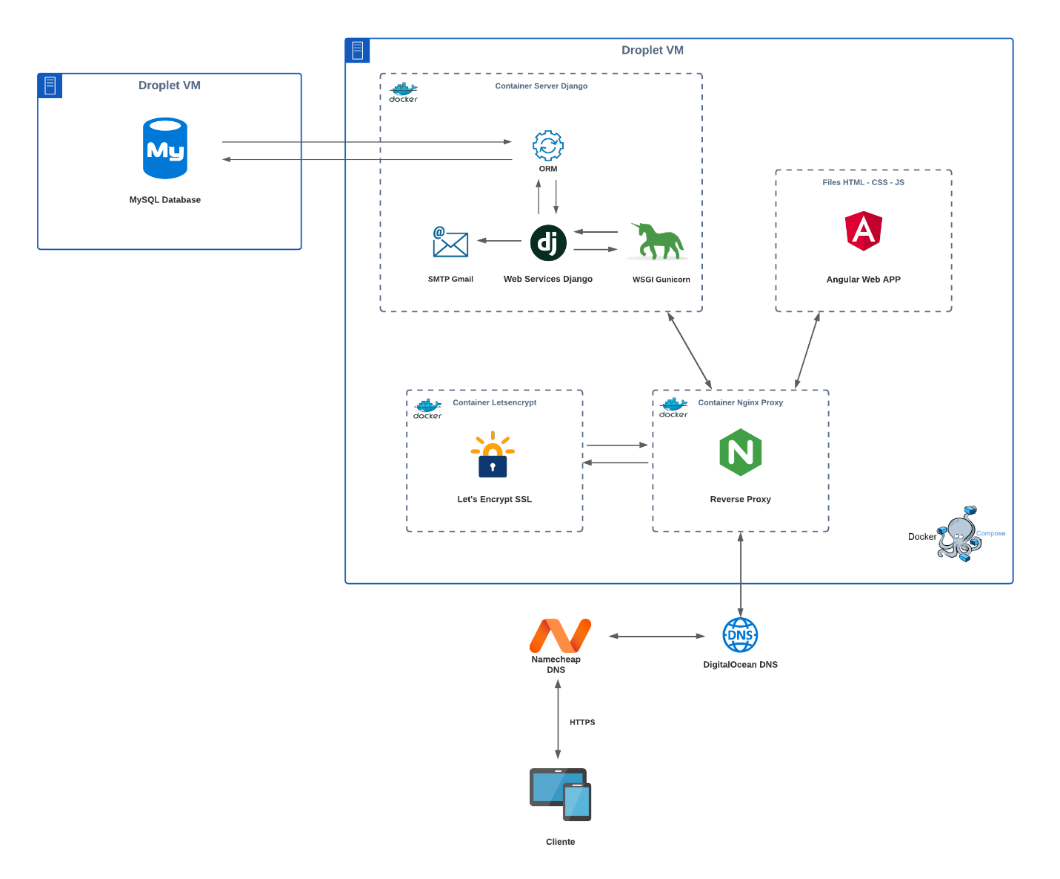 Droplet VM
Droplet VM
docker
Container Server Django
My
MySQL Database
ORM
Files HTML - CSS - JS
@
dj
SMTP Gmail
Web Services Django
WSGI Gunicorn
A
Angular Web APP
docker
Container Letsencrypt
docker
Container Nginx Proxy
N
Let's Encrypt SSL
Reverse Proxy
Docker
Compose
DNS
Namecheap
DNS
DigitalOcean DNS
HTTPS
Cliente